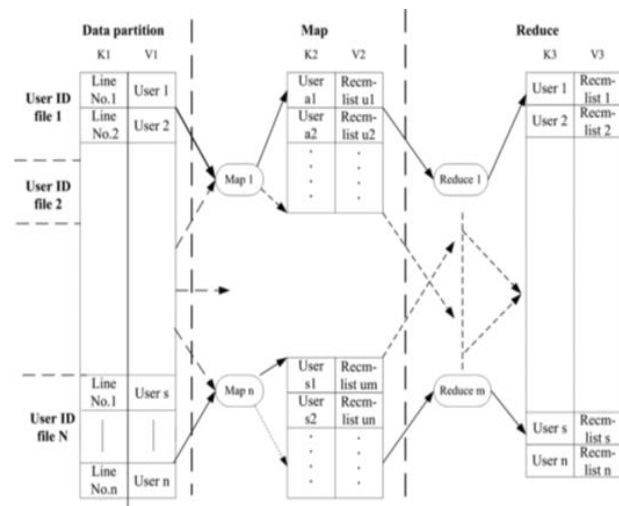 Data partition
Map
Reduce
K1
V1
K2
V2
K3
V3
User ID
file 1
User ID
file 2
User ID
file N
Line
No.1
User 1
Line
No.2
User 2
Line
No.1
User s
Line
No.n
User n
Map 1
Map n
User
a1
Recm-
list u1
User
a2
Recm-
list u2
User
s1
Recm-
list um
User
s2
Recm-
list un
Reduce 1
Reduce m
User 1
Recm-
list 1
User 2
Recm-
list 2
User s
Recm-
list s
User n
Recm-
list n